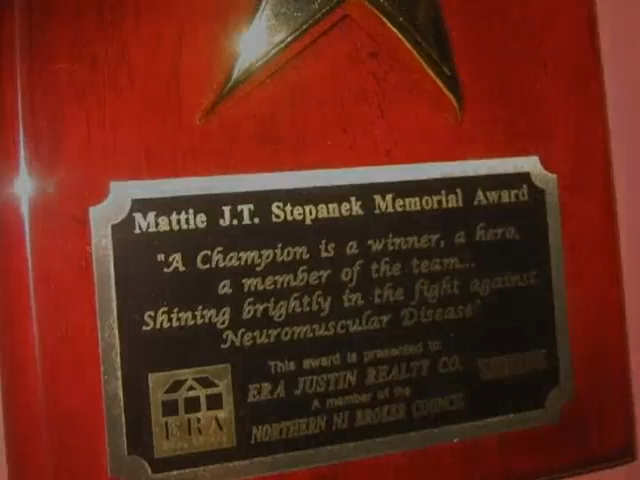 Mattie J.T. Stepanek Memorial Award
"A Champion is a winner, a hero,
a member of the team...
Shining brightly in the fight against
Neuromuscular Disease"
This award is presented to
ERA JUSTIN REALTY CO.
A member of the
NORTHERN NJ BROKER COUNCIL
ERA